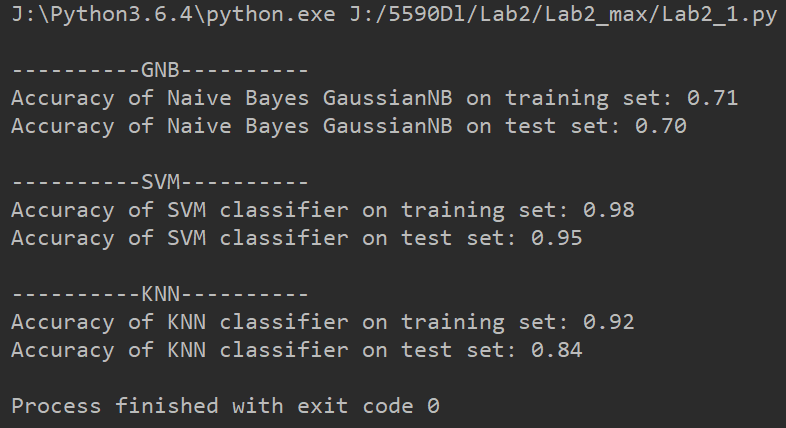 J:\Python3.6.4\python.exe J:/5590Dl/Lab2/Lab2_max/Lab2_1.py
----------GNB----------
Accuracy of Naive Bayes GaussianNB on training set: 0.71
Accuracy of Naive Bayes GaussianNB on test set: 0.70
----------SVM----------
Accuracy of SVM classifier on training set: 0.98
Accuracy of SVM classifier on test set: 0.95
----------KNN----------
Accuracy of KNN classifier on training set: 0.92
Accuracy of KNN classifier on test set: 0.84
Process finished with exit code 0